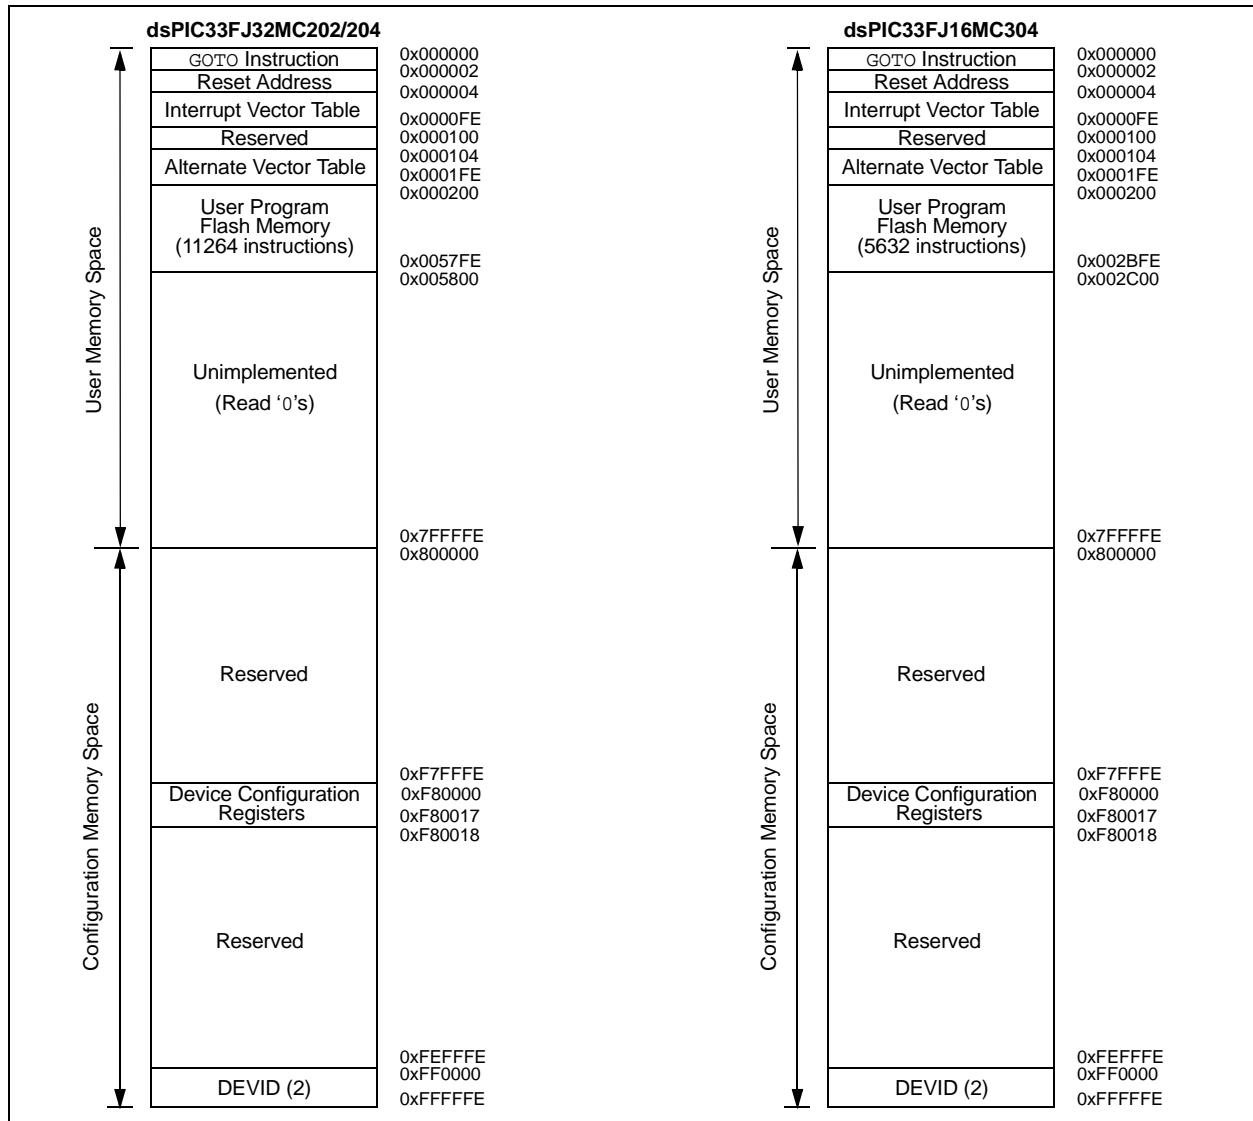 dsPIC33FJ32MC202/204
GOTO Instruction
0x000000
Reset Address
0x000002
0x000004
Interrupt Vector Table
0x0000FE
Reserved
0x000100
0x000104
Alternate Vector Table
0x0001FE
0x000200
User Program
Flash Memory
(11264 instructions)
0x0057FE
0x005800
User Memory Space
Unimplemented
(Read ‘0’s)
0x7FFFFE
0x800000
Reserved
Configuration Memory Space
0xF7FFFE
Device Configuration
Registers
0xF80000
0xF80017
0xF80018
Reserved
0xFEFFFE
0xFF0000
DEVID (2)
0xFFFFFE
dsPIC33FJ16MC304
GOTO Instruction
0x000000
Reset Address
0x000002
0x000004
Interrupt Vector Table
0x0000FE
Reserved
0x000100
0x000104
Alternate Vector Table
0x0001FE
0x000200
User Program
Flash Memory
(5632 instructions)
0x002BFE
0x002C00
User Memory Space
Unimplemented
(Read ‘0’s)
0x7FFFFE
0x800000
Reserved
Configuration Memory Space
0xF7FFFE
Device Configuration
Registers
0xF80000
0xF80017
0xF80018
Reserved
0xFEFFFE
0xFF0000
DEVID (2)
0xFFFFFE